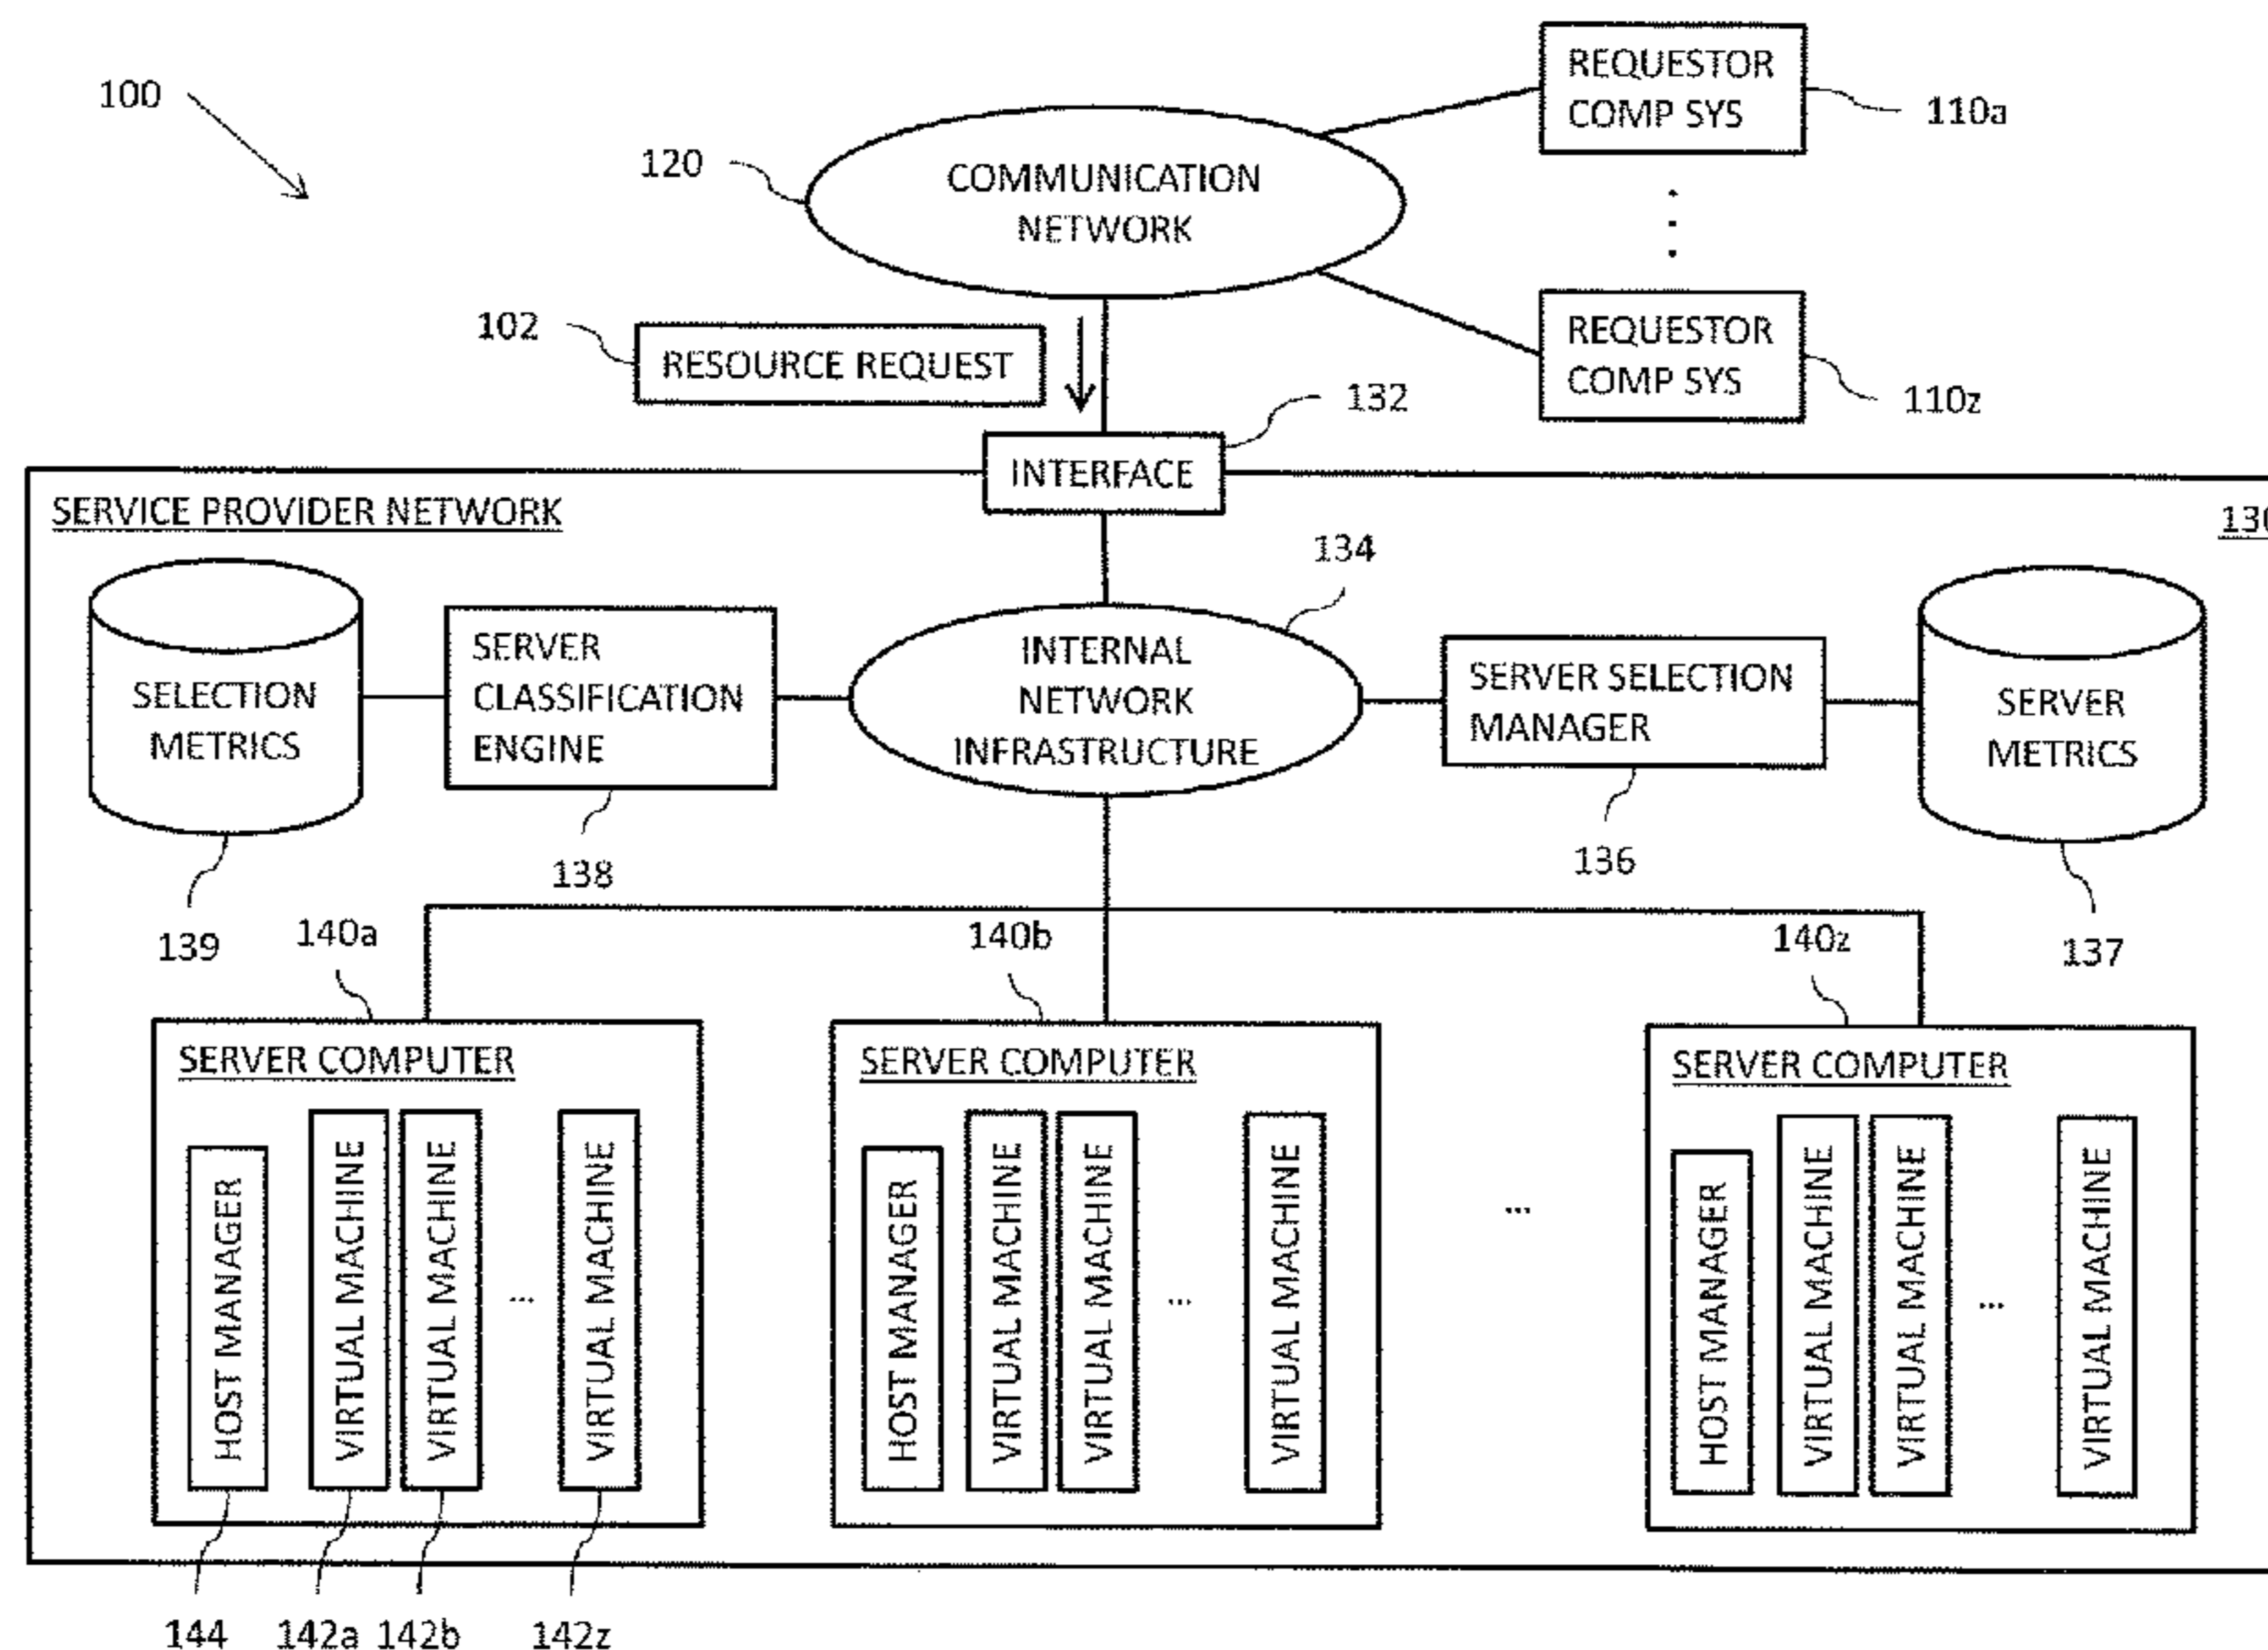 100
REQUESTOR
COMP SYS
110a
120
COMMUNICATION
NETWORK
102
RESOURCE REQUEST
REQUESTOR
COMP SYS
110z
132
INTERFACE
SERVICE PROVIDER NETWORK
134
SELECTION
METRICS
139
SERVER
CLASSIFICATION
ENGINE
138
INTERNAL
NETWORK
INFRASTRUCTURE
SERVER SELECTION
MANAGER
136
SERVER
METRICS
137
140a
140b
140z
SERVER COMPUTER
HOST MANAGER
VIRTUAL MACHINE
VIRTUAL MACHINE
...
VIRTUAL MACHINE
SERVER COMPUTER
HOST MANAGER
VIRTUAL MACHINE
VIRTUAL MACHINE
...
VIRTUAL MACHINE
...
SERVER COMPUTER
HOST MANAGER
VIRTUAL MACHINE
VIRTUAL MACHINE
...
VIRTUAL MACHINE
144
142a
142b
142z